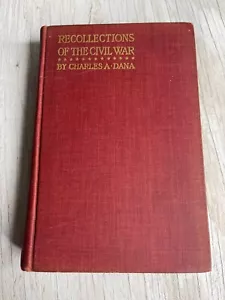 RECOLLECTIONS
OF THE CIVIL WAR
BY CHARLES A·DANA